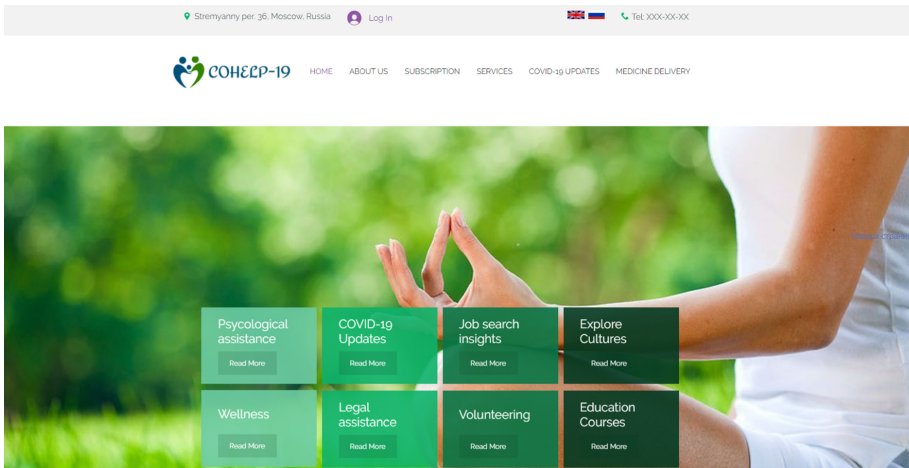 Stremyanny per. 36, Moscow, Russia
Log In
Tel: XXX-XX-XX
COHELP-19
HOME
ABOUT US
SUBSCRIPTION
SERVICES
COVID-19 UPDATES
MEDICINE DELIVERY
Psycological
assistance
Read More
COVID-19
Updates
Read More
Job search
insights
Read More
Explore
Cultures
Read More
Wellness
Read More
Legal
assistance
Read More
Volunteering
Read More
Education
Courses
Read More